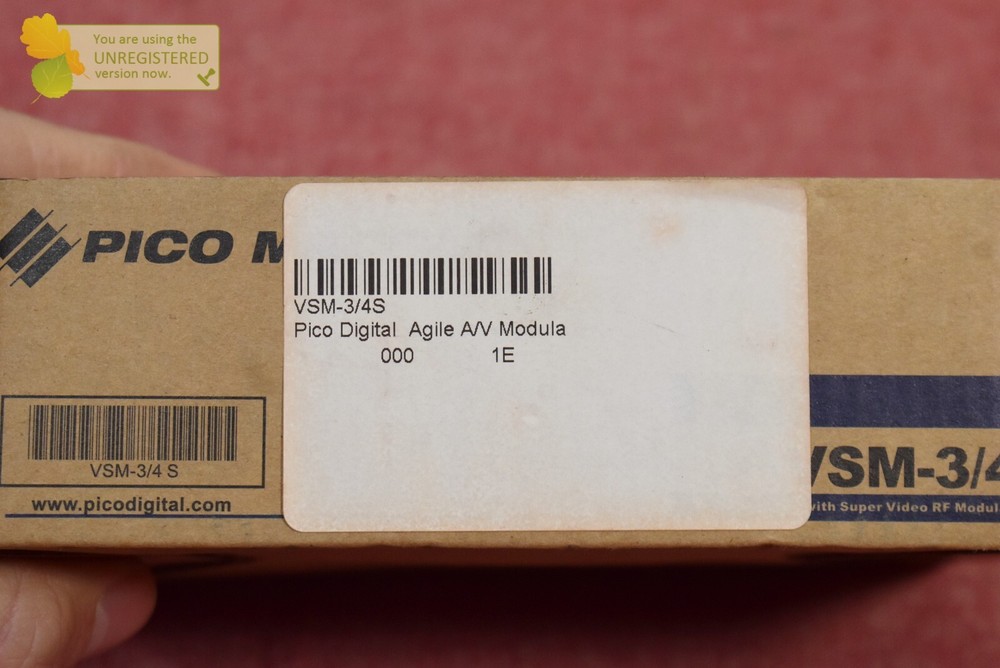 You are using the
UNREGISTERED
version now.
PICO
VSM-3/4S
Pico Digital  Agile A/V Modula
000 1E
VSM-3/4 S
www.picodigital.com
VSM-3/4
with Super Video RF Modul